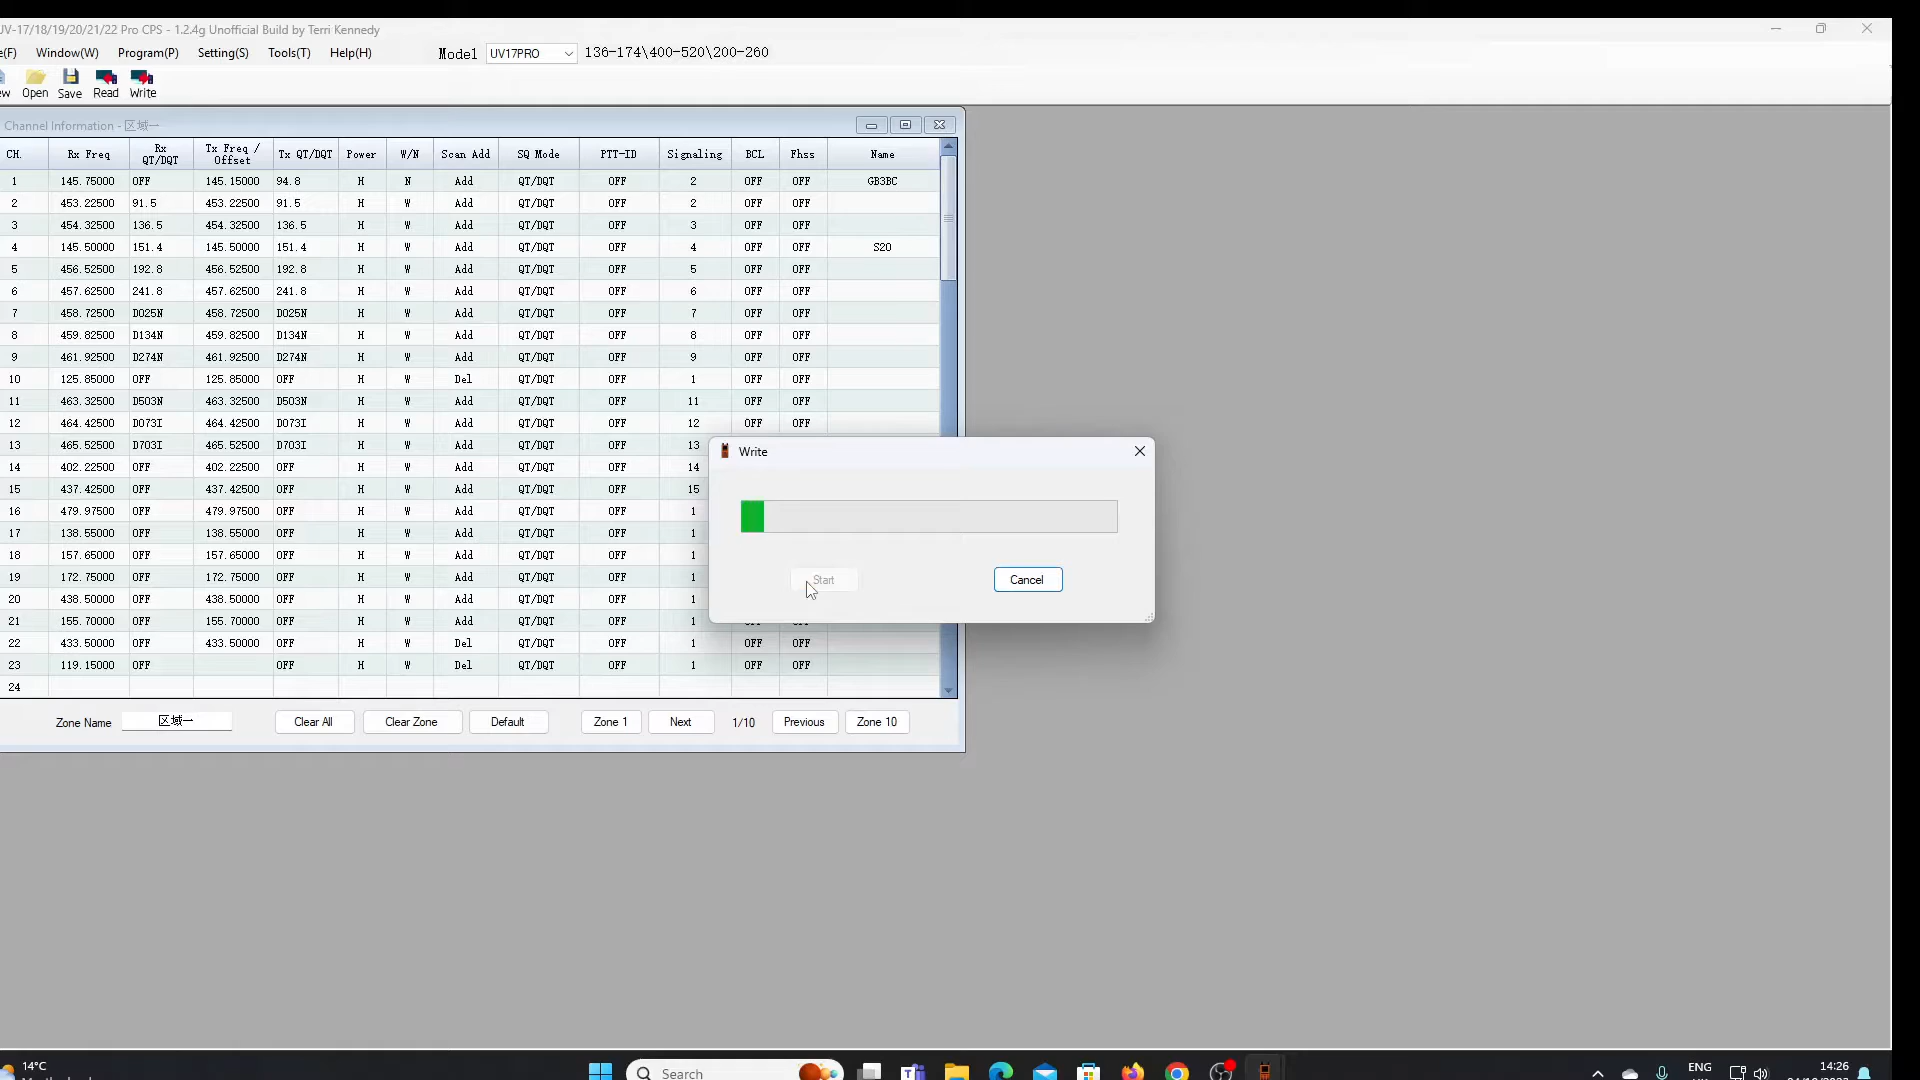 UV-17/18/19/20/21/22 Pro CPS - 1.2.4g Unofficial Build by Terri Kennedy
e(F) Window(W) Program(P) Setting(S) Tools(T) Help(H) Model UV17PRO 136-174\400-520\200-260
ew Open Save Read Write
Channel Information - 区域一
CH. Rx Freq Rx QT/DQT Tx Freq / Offset Tx QT/DQT Power W/N Scan Add SQ Mode PTT-ID Signaling BCL Fhss Name
1 145.75000 OFF 145.15000 94.8 H N Add QT/DQT OFF 2 OFF OFF GB3BC
2 453.22500 91.5 453.22500 91.5 H W Add QT/DQT OFF 2 OFF OFF
3 454.32500 136.5 454.32500 136.5 H W Add QT/DQT OFF 3 OFF OFF
4 145.50000 151.4 145.50000 151.4 H W Add QT/DQT OFF 4 OFF OFF S20
5 456.52500 192.8 456.52500 192.8 H W Add QT/DQT OFF 5 OFF OFF
6 457.62500 241.8 457.62500 241.8 H W Add QT/DQT OFF 6 OFF OFF
7 458.72500 D025N 458.72500 D025N H W Add QT/DQT OFF 7 OFF OFF
8 459.82500 D134N 459.82500 D134N H W Add QT/DQT OFF 8 OFF OFF
9 461.92500 D274N 461.92500 D274N H W Add QT/DQT OFF 9 OFF OFF
10 125.85000 OFF 125.85000 OFF H W Del QT/DQT OFF 1 OFF OFF
11 463.32500 D503N 463.32500 D503N H W Add QT/DQT OFF 11 OFF OFF
12 464.42500 D073I 464.42500 D073I H W Add QT/DQT OFF 12 OFF OFF
13 465.52500 D703I 465.52500 D703I H W Add QT/DQT OFF 13
14 402.22500 OFF 402.22500 OFF H W Add QT/DQT OFF 14
15 437.42500 OFF 437.42500 OFF H W Add QT/DQT OFF 15
16 479.97500 OFF 479.97500 OFF H W Add QT/DQT OFF 1
17 138.55000 OFF 138.55000 OFF H W Add QT/DQT OFF 1
18 157.65000 OFF 157.65000 OFF H W Add QT/DQT OFF 1
19 172.75000 OFF 172.75000 OFF H W Add QT/DQT OFF 1
20 438.50000 OFF 438.50000 OFF H W Add QT/DQT OFF 1
21 155.70000 OFF 155.70000 OFF H W Add QT/DQT OFF 1
22 433.50000 OFF 433.50000 OFF H W Del QT/DQT OFF 1 OFF OFF
23 119.15000 OFF OFF H W Del QT/DQT OFF 1 OFF OFF
24
Write
Start Cancel
Zone Name 区域一 Clear All Clear Zone Default Zone 1 Next 1/10 Previous Zone 10
14°C
Search
ENG 14:26